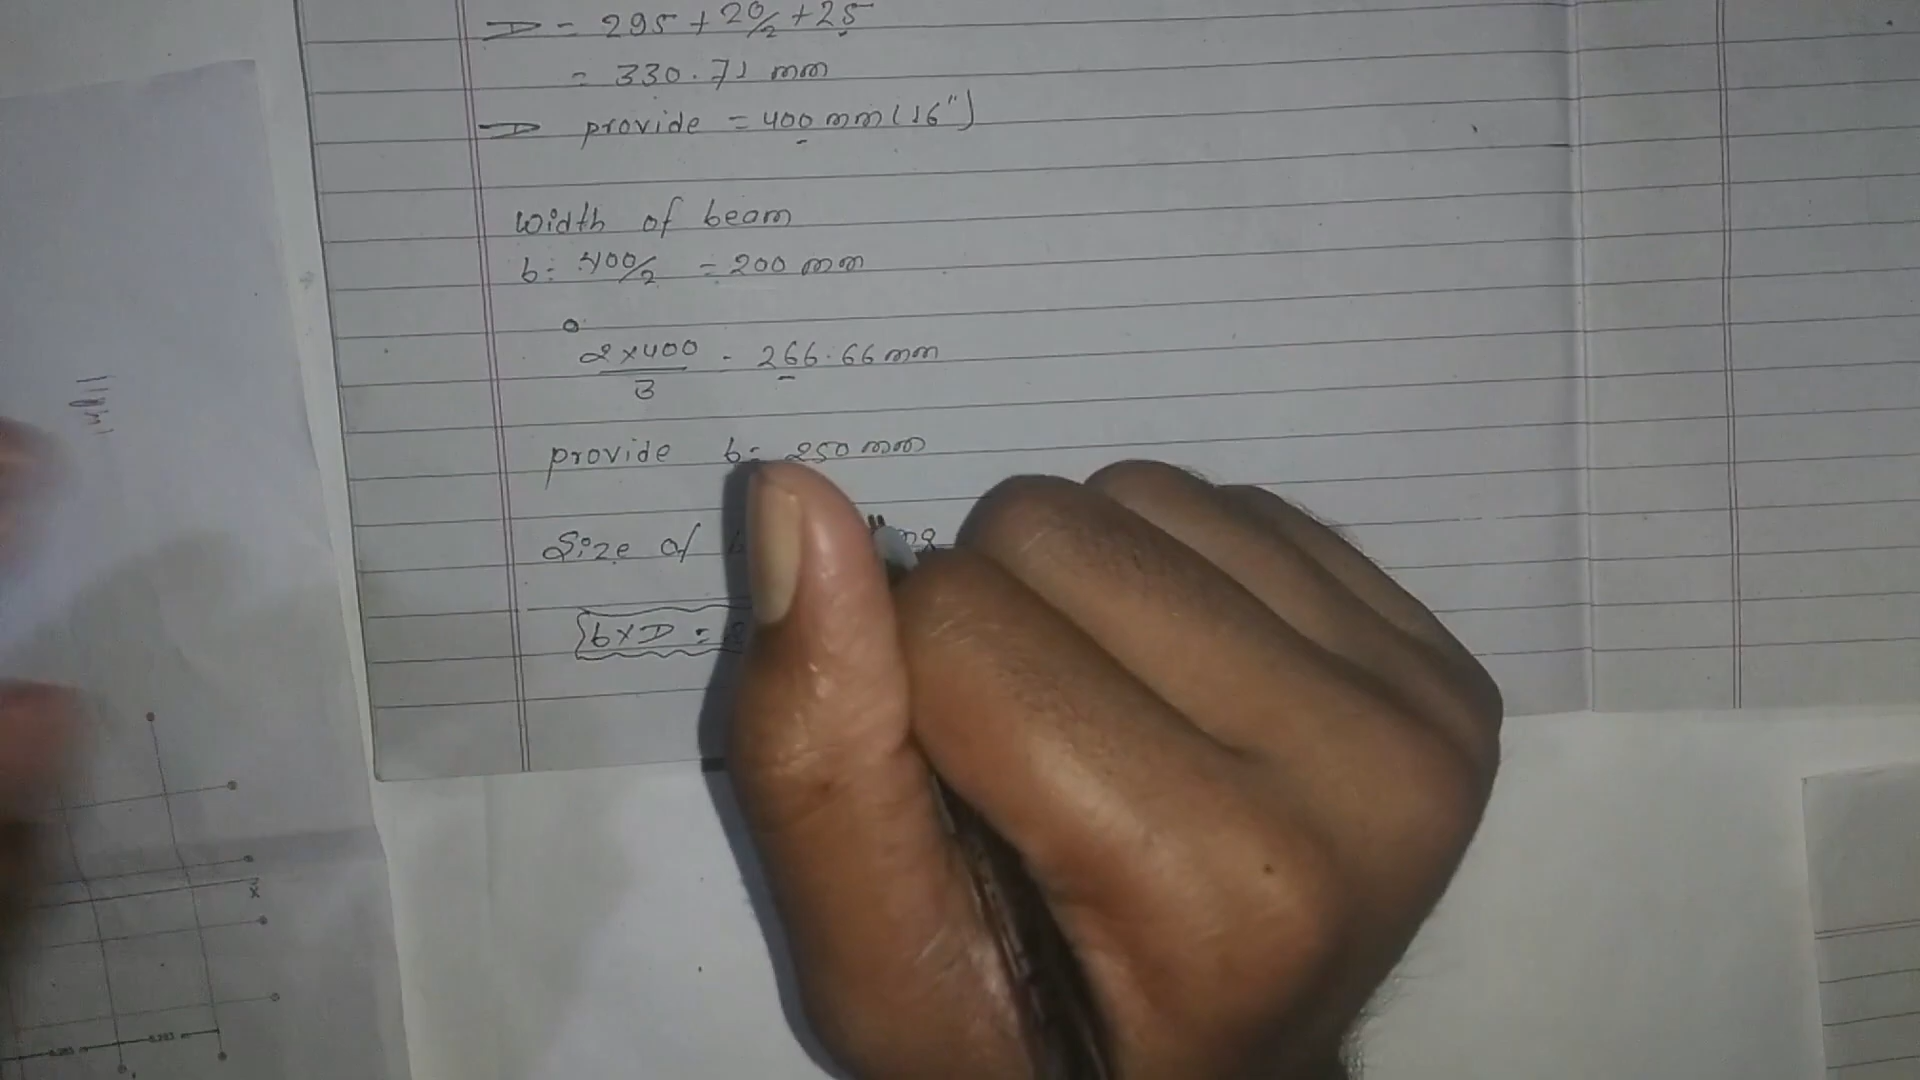 D = 295 + 20/2 + 25
= 330.71 mm
D provide = 400 mm (16")
width of beam
b = 400/2 = 200 mm
2 x 400 / 3 - 266.66 mm
provide b = 250 mm
Size of
b x D =
x